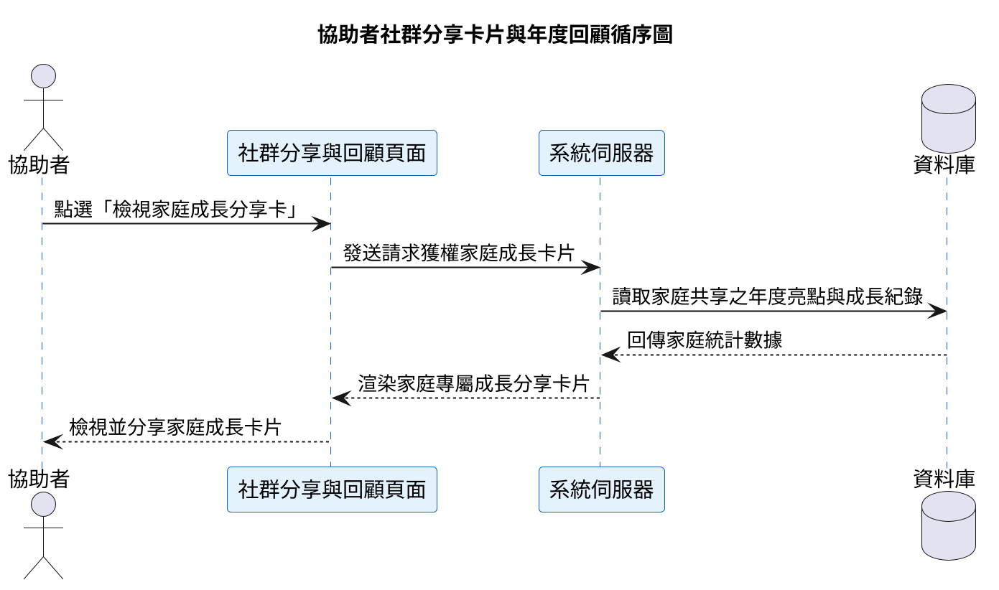 協助者社群分享卡片與年度回顧循序圖
協助者
社群分享與回顧頁面
系統伺服器
資料庫
點選「檢視家庭成長分享卡」
發送請求獲權家庭成長卡片
讀取家庭共享之年度亮點與成長紀錄
回傳家庭統計數據
渲染家庭專屬成長分享卡片
檢視並分享家庭成長卡片
協助者
社群分享與回顧頁面
系統伺服器
資料庫